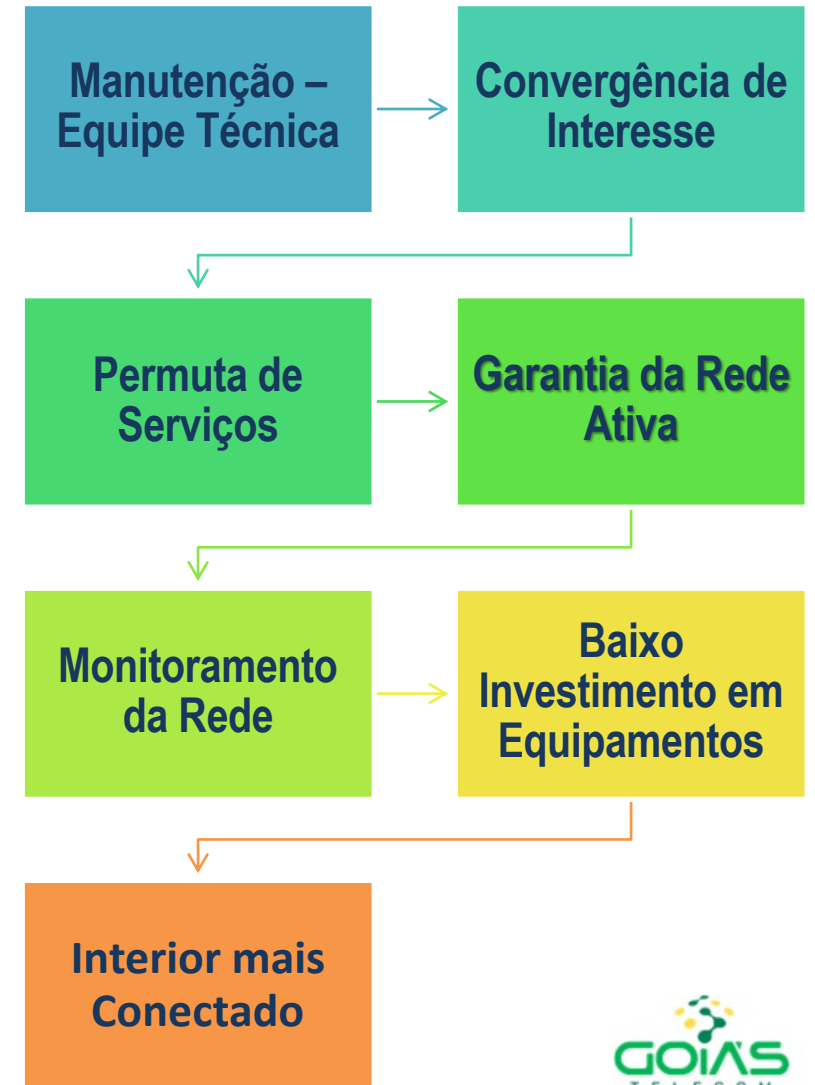 Manutenção –
Equipe Técnica
Convergência de
Interesse
Permuta de
Serviços
Garantia da Rede
Ativa
Monitoramento
da Rede
Baixo
Investimento em
Equipamentos
Interior mais
Conectado
GOIÁS
TELECOM